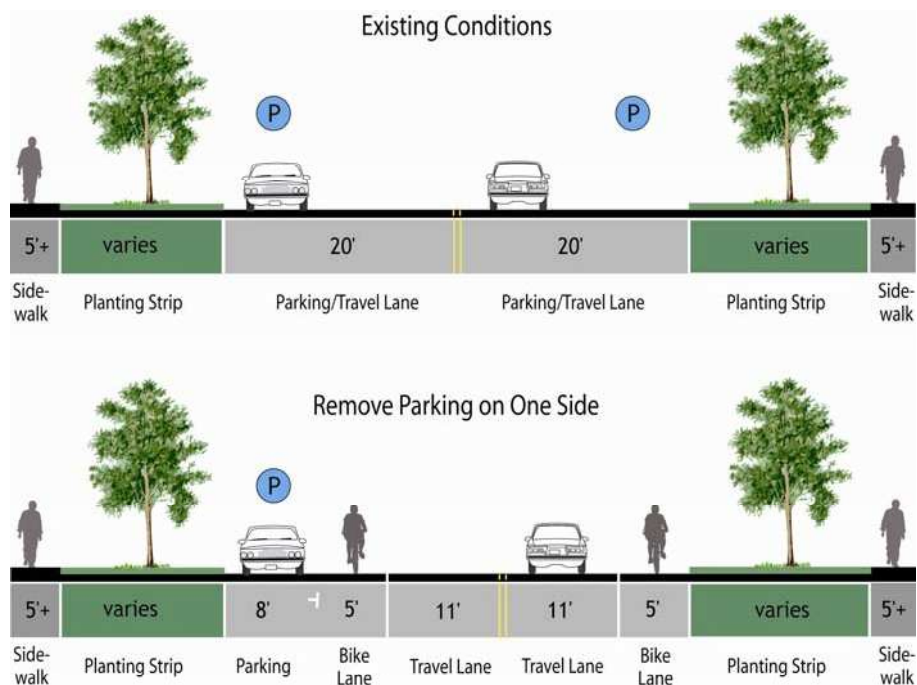 Existing Conditions
P P
5'+ varies 20' 20' varies 5'+
Side-
walk
Planting Strip
Parking/Travel Lane
Parking/Travel Lane
Planting Strip
Side-
walk
Remove Parking on One Side
P
5'+ varies 8' 5' 11' 11' 5' varies 5'+
Side-
walk
Planting Strip
Parking
Bike
Lane
Travel Lane
Travel Lane
Bike
Lane
Planting Strip
Side-
walk